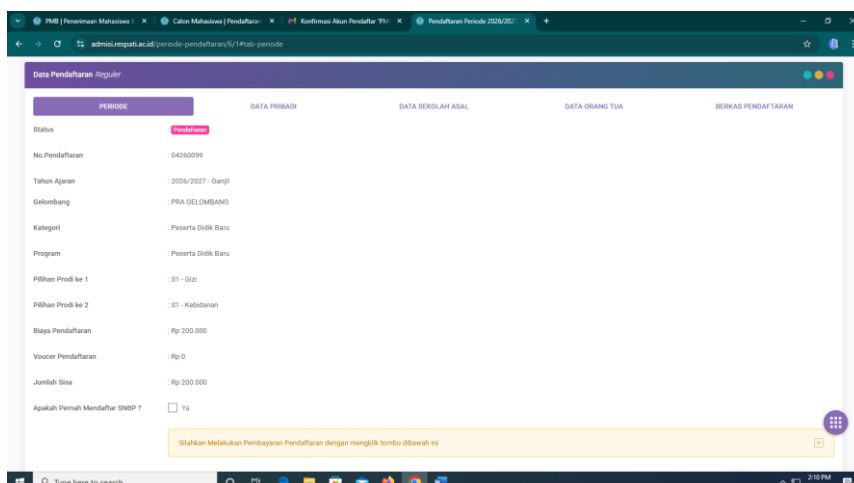 PMB | Penerimaan Mahasiswa
Calon Mahasiswa | Pendaftaran
Konfirmasi Akun Pendaftar "PM
Pendaftaran Periode 2026/202
admisi.respati.ac.id/periode-pendaftaran/6/1#tab-periode
Data Pendaftaran Reguler
PERIODE DATA PRIBADI DATA SEKOLAH ASAL DATA ORANG TUA BERKAS PENDAFTARAN
Status : Pendaftaran
No.Pendaftaran : 04260099
Tahun Ajaran : 2026/2027 - Ganjil
Gelombang : PRA GELOMBANG
Kategori : Peserta Didik Baru
Program : Peserta Didik Baru
Pilihan Prodi ke 1 : S1 - Gizi
Pilihan Prodi ke 2 : S1 - Kebidanan
Biaya Pendaftaran : Rp 200.000
Voucer Pendaftaran : Rp 0
Jumlah Sisa : Rp 200.000
Apakah Pernah Mendaftar SNBP ? Ya
Silahkan Melakukan Pembayaran Pendaftaran dengan mengklik tombo dibawah ini
Type here to search
2:10 PM